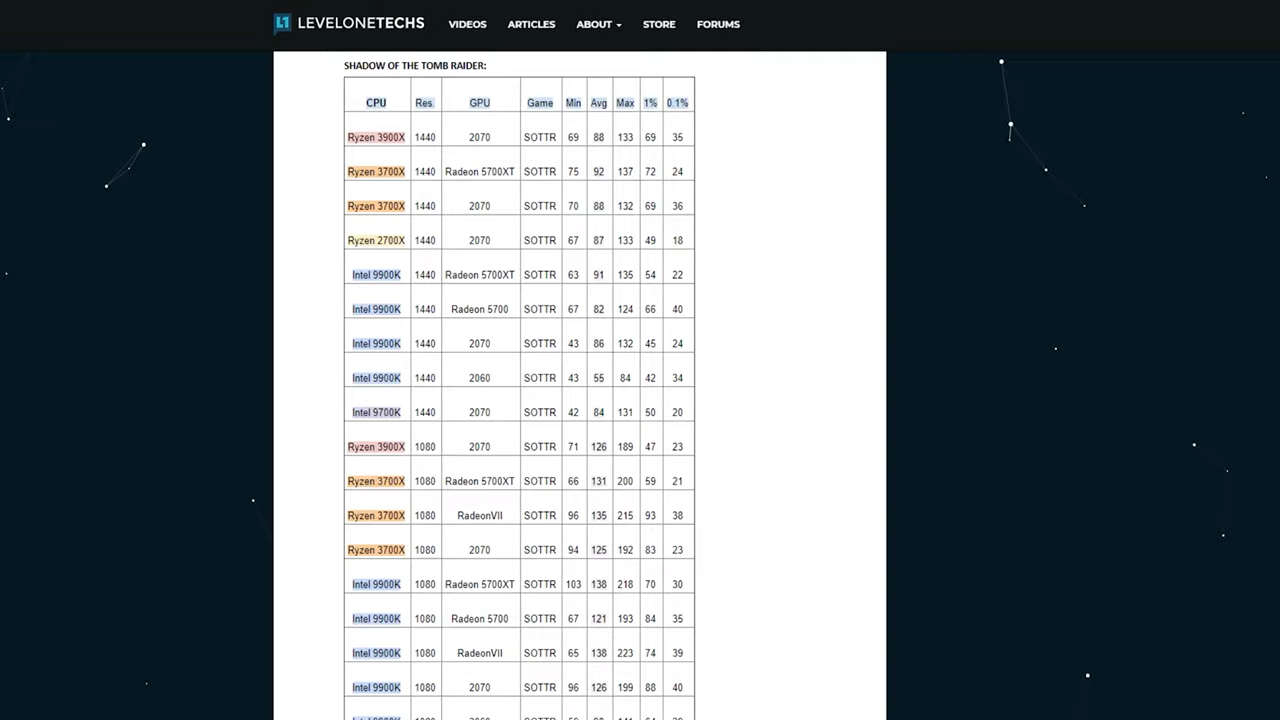 L1 LEVELONETECHS VIDEOS ARTICLES ABOUT STORE FORUMS
SHADOW OF THE TOMB RAIDER:
CPU Res. GPU Game Min Avg Max 1% 0.1%
Ryzen 3900X 1440 2070 SOTTR 69 88 133 69 35
Ryzen 3700X 1440 Radeon 5700XT SOTTR 75 92 137 72 24
Ryzen 3700X 1440 2070 SOTTR 70 88 132 69 36
Ryzen 2700X 1440 2070 SOTTR 67 87 133 49 18
Intel 9900K 1440 Radeon 5700XT SOTTR 63 91 135 54 22
Intel 9900K 1440 Radeon 5700 SOTTR 67 82 124 66 40
Intel 9900K 1440 2070 SOTTR 43 86 132 45 24
Intel 9900K 1440 2060 SOTTR 43 55 84 42 34
Intel 9700K 1440 2070 SOTTR 42 84 131 50 20
Ryzen 3900X 1080 2070 SOTTR 71 126 189 47 23
Ryzen 3700X 1080 Radeon 5700XT SOTTR 66 131 200 59 21
Ryzen 3700X 1080 RadeonVII SOTTR 96 135 215 93 38
Ryzen 3700X 1080 2070 SOTTR 94 125 192 83 23
Intel 9900K 1080 Radeon 5700XT SOTTR 103 138 218 70 30
Intel 9900K 1080 Radeon 5700 SOTTR 67 121 193 84 35
Intel 9900K 1080 RadeonVII SOTTR 65 138 223 74 39
Intel 9900K 1080 2070 SOTTR 96 126 199 88 40